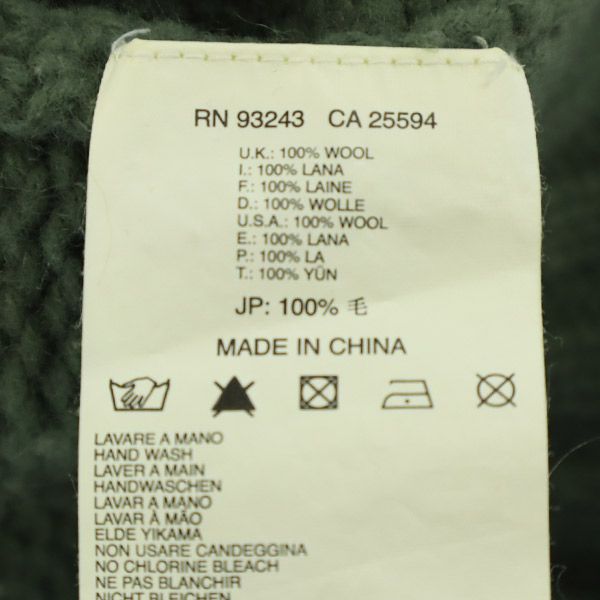 RN 93243 CA 25594
U.K.: 100% WOOL
I.: 100% LANA
F.: 100% LAINE
D.: 100% WOLLE
U.S.A.: 100% WOOL
E.: 100% LANA
P.: 100% LA
T.: 100% YÜN
JP: 100% 毛
MADE IN CHINA
LAVARE A MANO
HAND WASH
LAVER A MAIN
HANDWASCHEN
LAVAR A MANO
LAVAR À MÃO
ELDE YIKAMA
NON USARE CANDEGGINA
NO CHLORINE BLEACH
NE PAS BLANCHIR
NICHT BLEICHEN